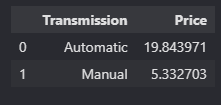 Transmission Price
0 Automatic 19.843971
1 Manual 5.332703